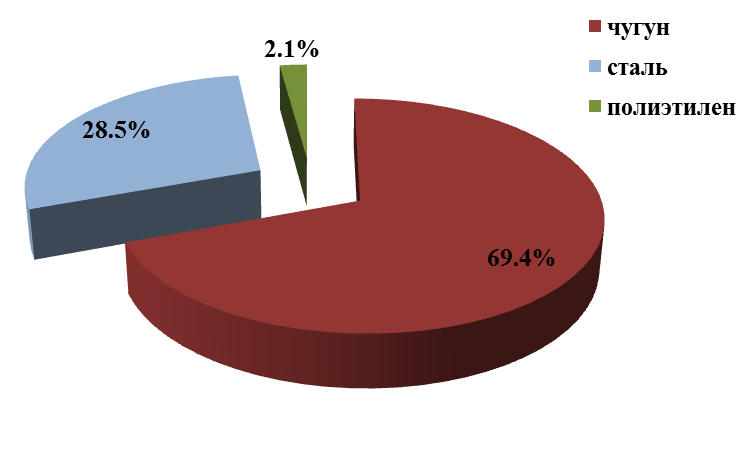 чугун
сталь
полиэтилен
2.1%
28.5%
69.4%